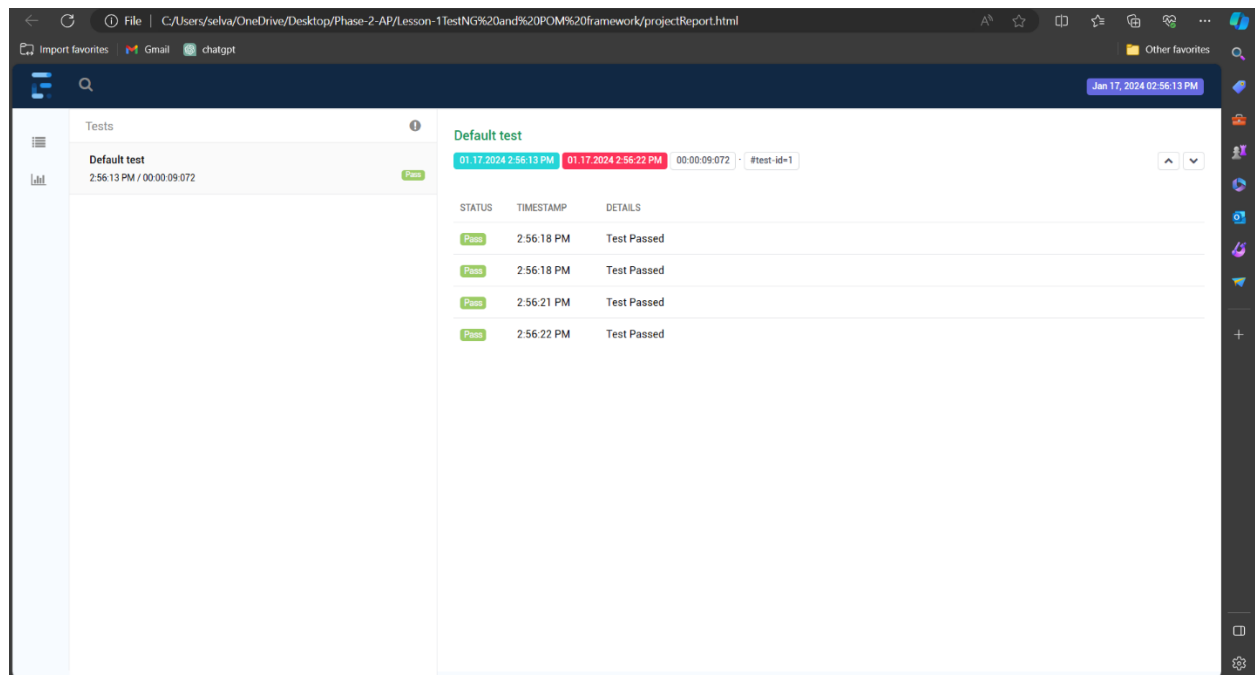 File | C:/Users/selva/OneDrive/Desktop/Phase-2-AP/Lesson-1TestNG%20and%20POM%20framework/projectReport.html
Import favorites Gmail chatgpt Other favorites
Jan 17, 2024 02:56:13 PM
Tests
Default test
2:56:13 PM / 00:00:09:072 Pass
Default test
01.17.2024 2:56:13 PM 01.17.2024 2:56:22 PM 00:00:09:072 · #test-id=1
STATUS TIMESTAMP DETAILS
Pass 2:56:18 PM Test Passed
Pass 2:56:18 PM Test Passed
Pass 2:56:21 PM Test Passed
Pass 2:56:22 PM Test Passed